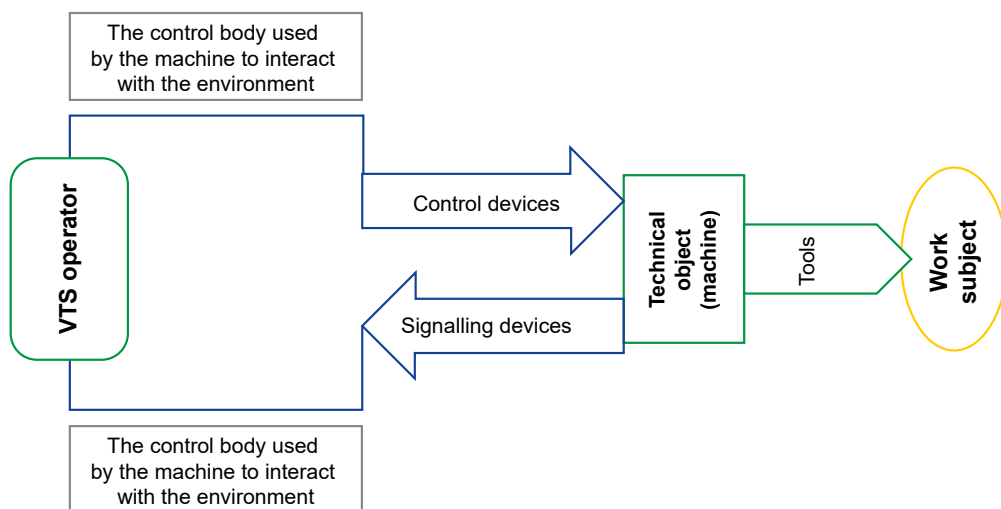 The control body used
by the machine to interact
with the environment
VTS operator
Control devices
Signalling devices
Technical
object
(machine)
Tools
Work
subject
The control body used
by the machine to interact
with the environment